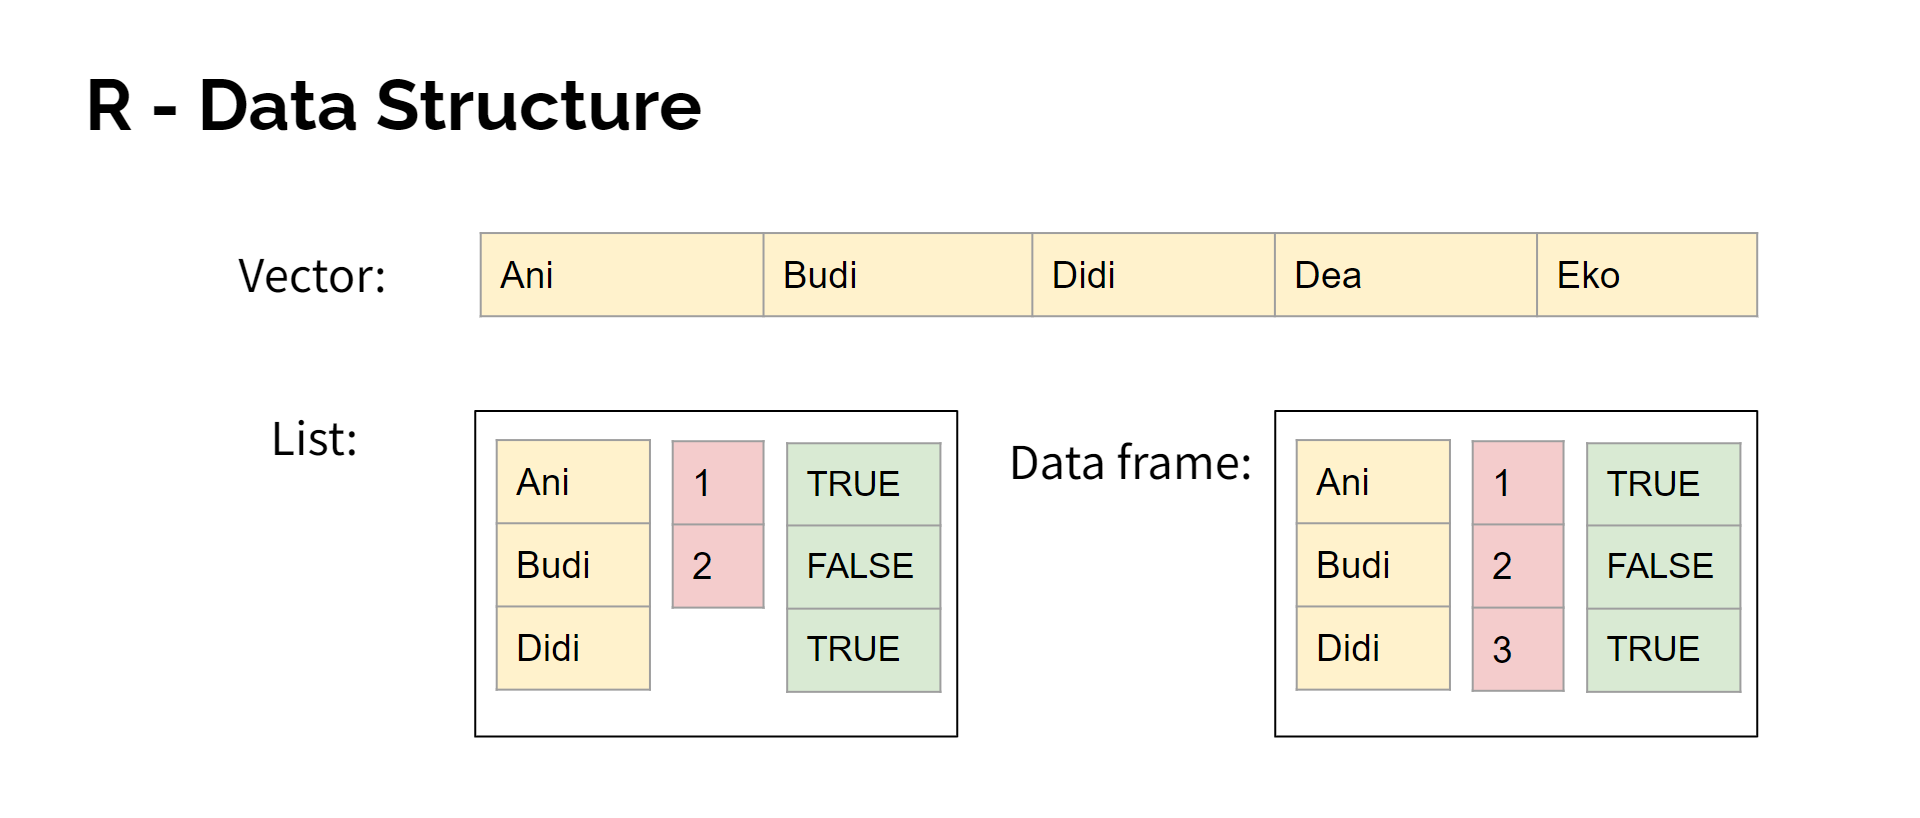 R - Data Structure
Vector: Ani Budi Didi Dea Eko
List:
Ani 1 TRUE
Budi 2 FALSE
Didi TRUE
Data frame:
Ani 1 TRUE
Budi 2 FALSE
Didi 3 TRUE